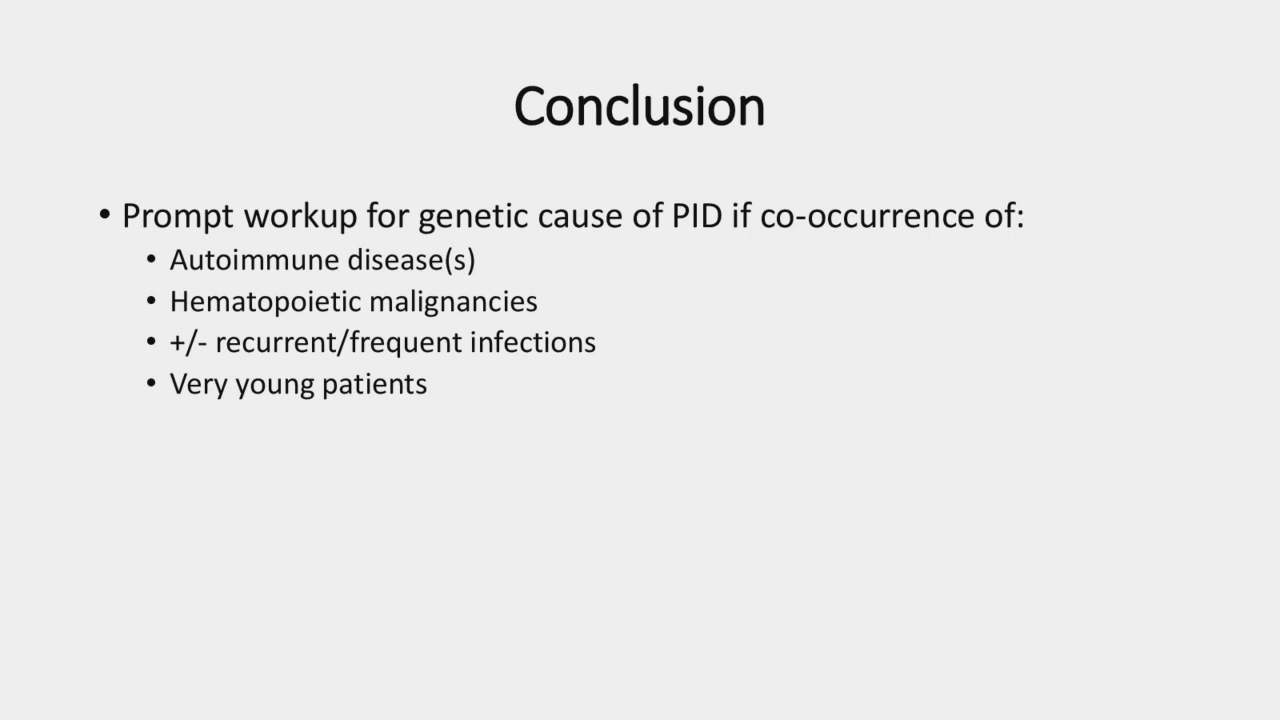 Conclusion
• Prompt workup for genetic cause of PID if co-occurrence of:
• Autoimmune disease(s)
• Hematopoietic malignancies
• +/- recurrent/frequent infections
• Very young patients